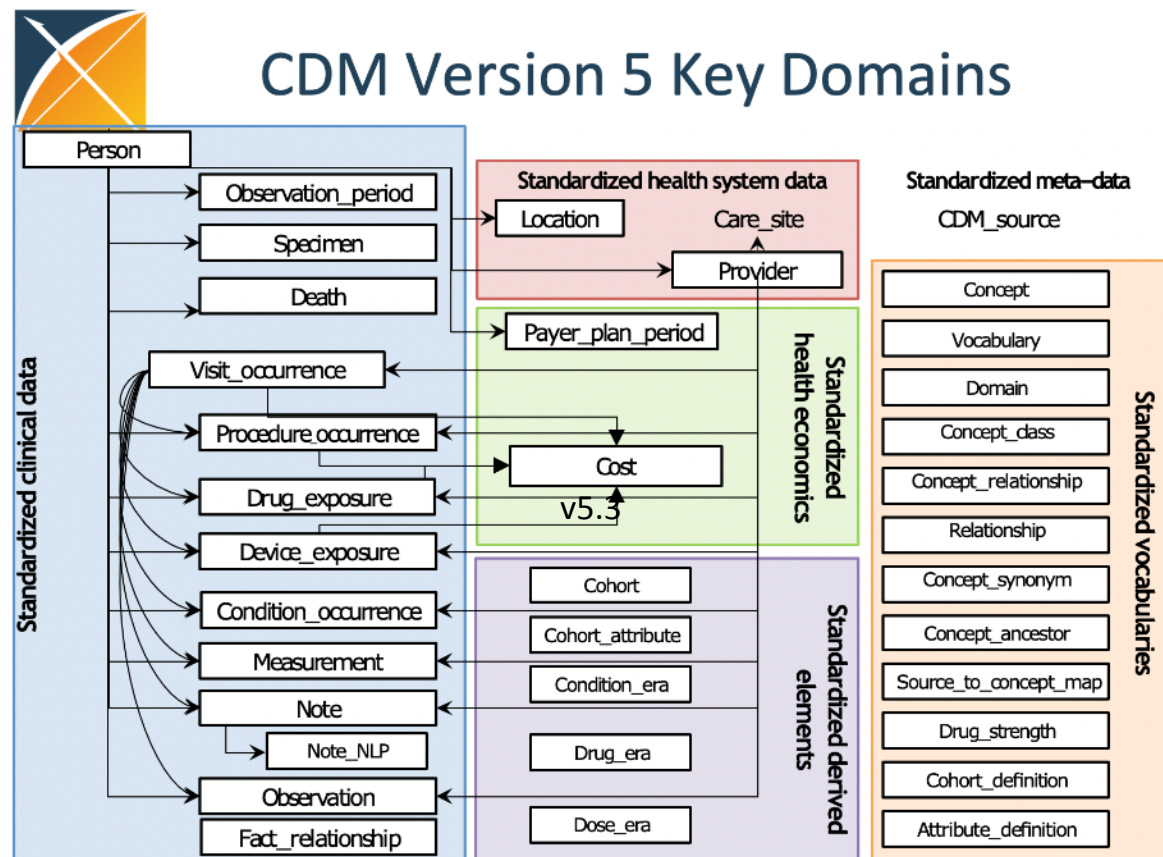 CDM Version 5 Key Domains
Person
Observation_period
Specimen
Death
Visit_occurrence
Procedure_occurrence
Drug_exposure
Device_exposure
Condition_occurrence
Measurement
Note
Note_NLP
Observation
Fact_relationship
Standardized clinical data
Standardized health system data
Location
Care_site
Provider
Payer_plan_period
Cost
v5.3
Standardized
health economics
Cohort
Cohort_attribute
Condition_era
Drug_era
Dose_era
Standardized derived
elements
Standardized meta-data
CDM_source
Concept
Vocabulary
Domain
Concept_class
Concept_relationship
Relationship
Concept_synonym
Concept_ancestor
Source_to_concept_map
Drug_strength
Cohort_definition
Attribute_definition
Standardized vocabularies